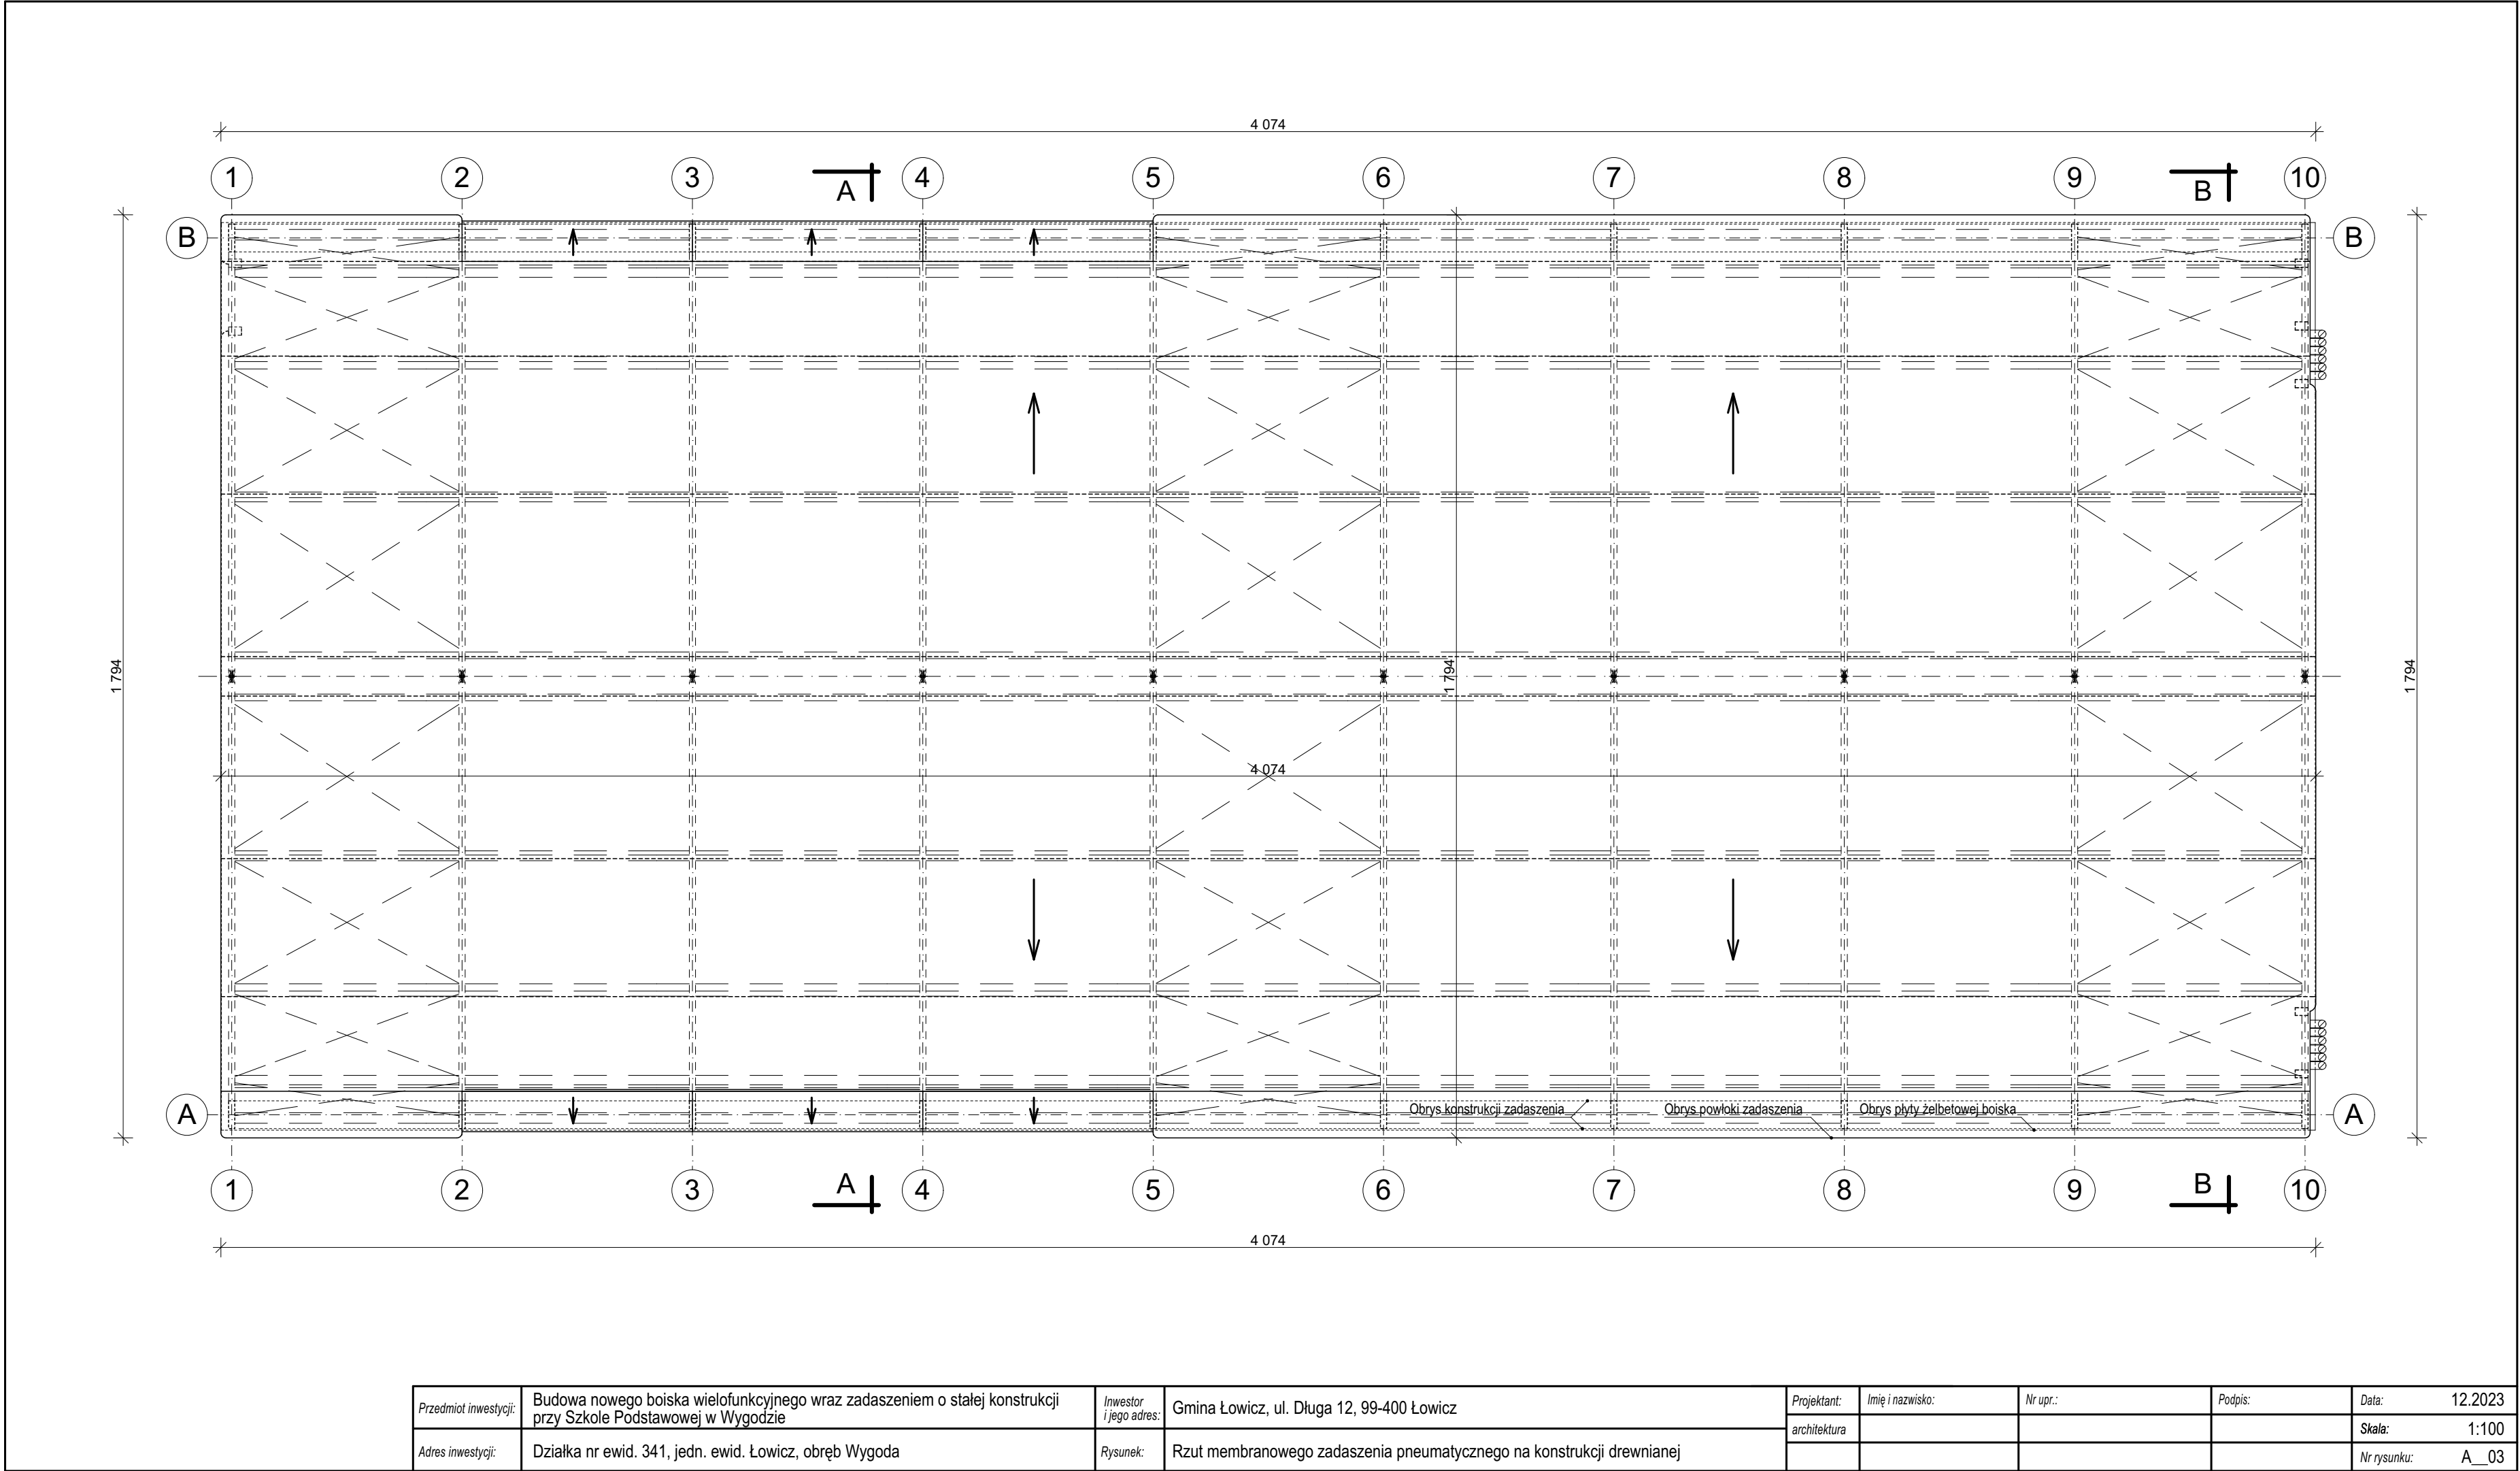 4 074
1 2 3 A 4 5 6 7 8 9 B 10
B B
1 794 1 794 1 794
4 074
Obrys konstrukcji zadaszenia Obrys powłoki zadaszenia Obrys płyty żelbetowej boiska
A A
1 2 3 A 4 5 6 7 8 9 B 10
4 074
Przedmiot inwestycji:
Budowa nowego boiska wielofunkcyjnego wraz zadaszeniem o stałej konstrukcji
przy Szkole Podstawowej w Wygodzie
Inwestor
i jego adres:
Gmina Łowicz, ul. Długa 12, 99-400 Łowicz
Projektant:
Imię i nazwisko:
Nr upr.:
Podpis:
Data: 12.2023
architektura
Skala: 1:100
Adres inwestycji:
Działka nr ewid. 341, jedn. ewid. Łowicz, obręb Wygoda
Rysunek:
Rzut membranowego zadaszenia pneumatycznego na konstrukcji drewnianej
Nr rysunku: A__03